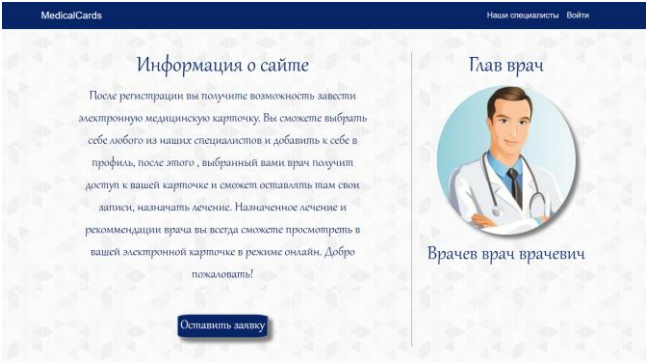 MedicalCards
Наши специалисты Войти
Информация о сайте
После регистрации вы получите возможность завести
электронную медицинскую карточку. Вы сможете выбрать
себе любого из наших специалистов и добавить к себе в
профиль, после этого , выбранный вами врач получит
доступ к вашей карточке и сможет оставлять там свои
записи, назначать лечение. Назначенное лечение и
рекоммендации врача вы всегда сможете просмотреть в
вашей электронной карточке в режиме онлайн. Добро
пожаловать!
Оставить заявку
Глав врач
Врачев врач врачевич